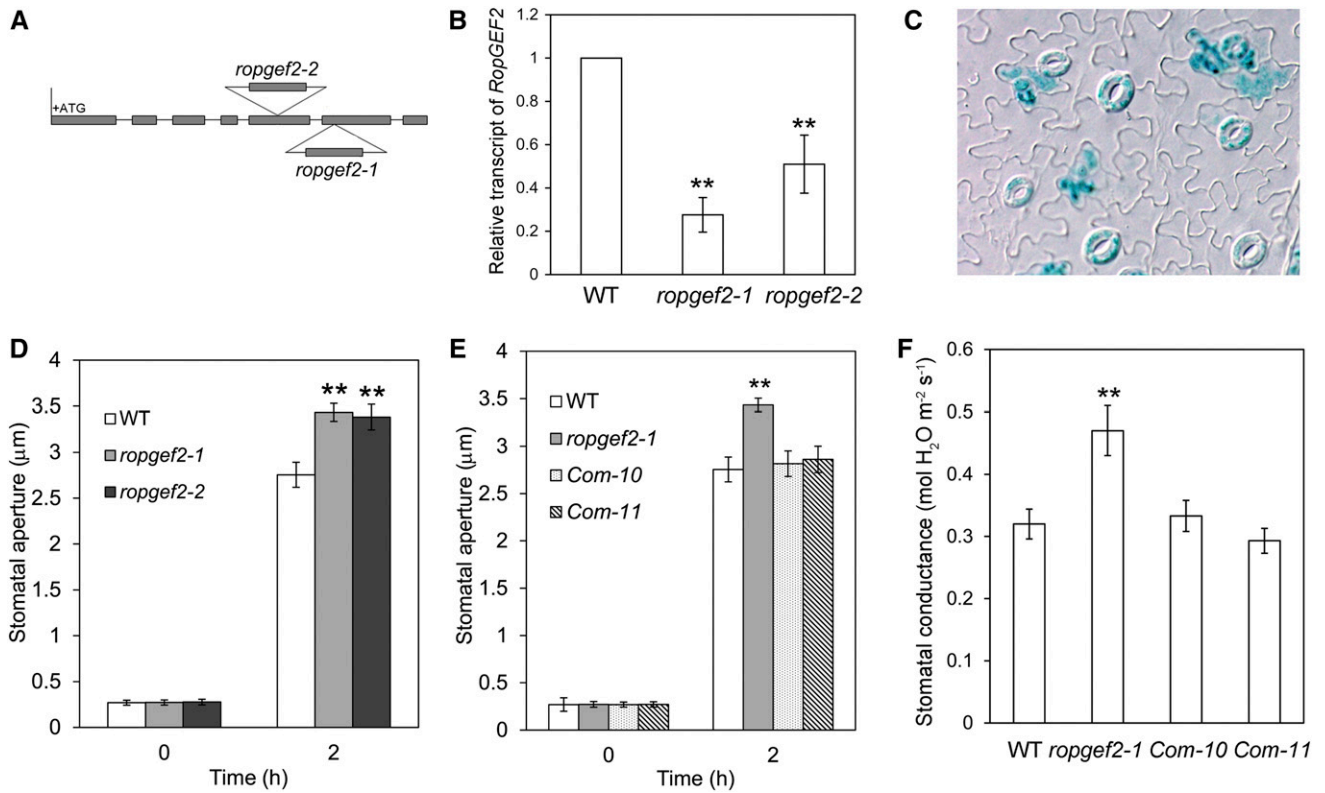 A
ropgef2-2
+ATG
ropgef2-1
B
Relative transcript of RopGEF2
1.2
1
0.8
0.6
0.4
0.2
0
**
**
WT ropgef2-1 ropgef2-2
C
D
Stomatal aperture (μm)
4
3.5
3
2.5
2
1.5
1
0.5
0
WT
ropgef2-1
ropgef2-2
** **
0 2
Time (h)
E
Stomatal aperture (μm)
4
3.5
3
2.5
2
1.5
1
0.5
0
WT
ropgef2-1
Com-10
Com-11
**
0 2
Time (h)
F
Stomatal conductance (mol H₂O m⁻² s⁻¹)
0.6
0.5
0.4
0.3
0.2
0.1
0
**
WT ropgef2-1 Com-10 Com-11